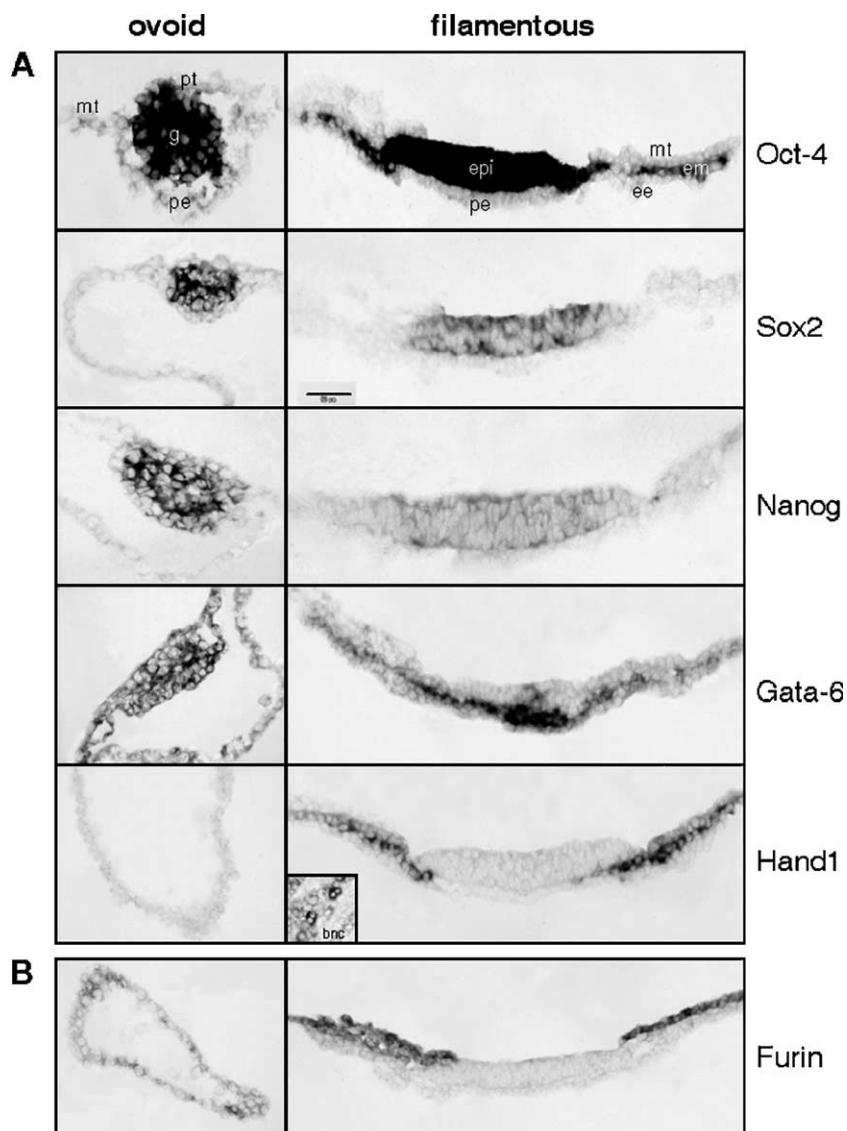 ovoid filamentous
A
pt
mt
g
pe
epi
pe
mt
em
ee
Oct-4
Sox2
Nanog
Gata-6
Hand1
bnc
B
Furin